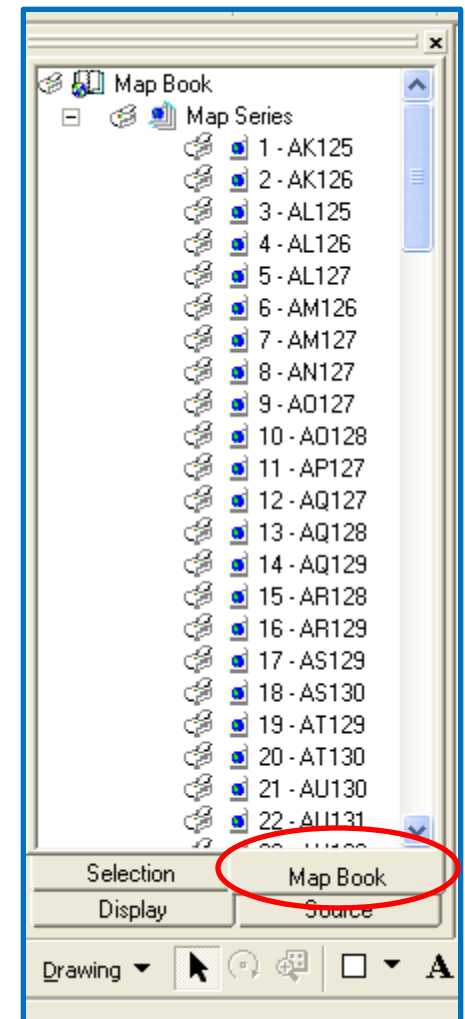 Map Book
Map Series
1 - AK125
2 - AK126
3 - AL125
4 - AL126
5 - AL127
6 - AM126
7 - AM127
8 - AN127
9 - AO127
10 - AO128
11 - AP127
12 - AQ127
13 - AQ128
14 - AQ129
15 - AR128
16 - AR129
17 - AS129
18 - AS130
19 - AT129
20 - AT130
21 - AU130
22 - AU131
Selection Map Book
Display Source
Drawing A